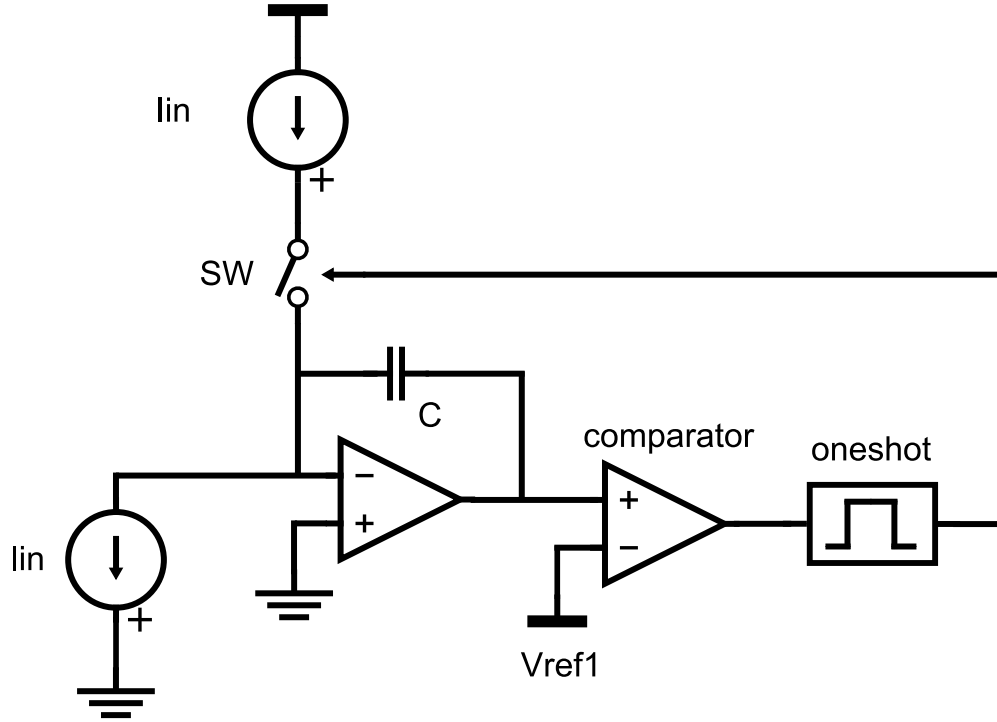 Iin
+
SW
C
comparator
oneshot
−
+
+
−
Iin
+
Vref1